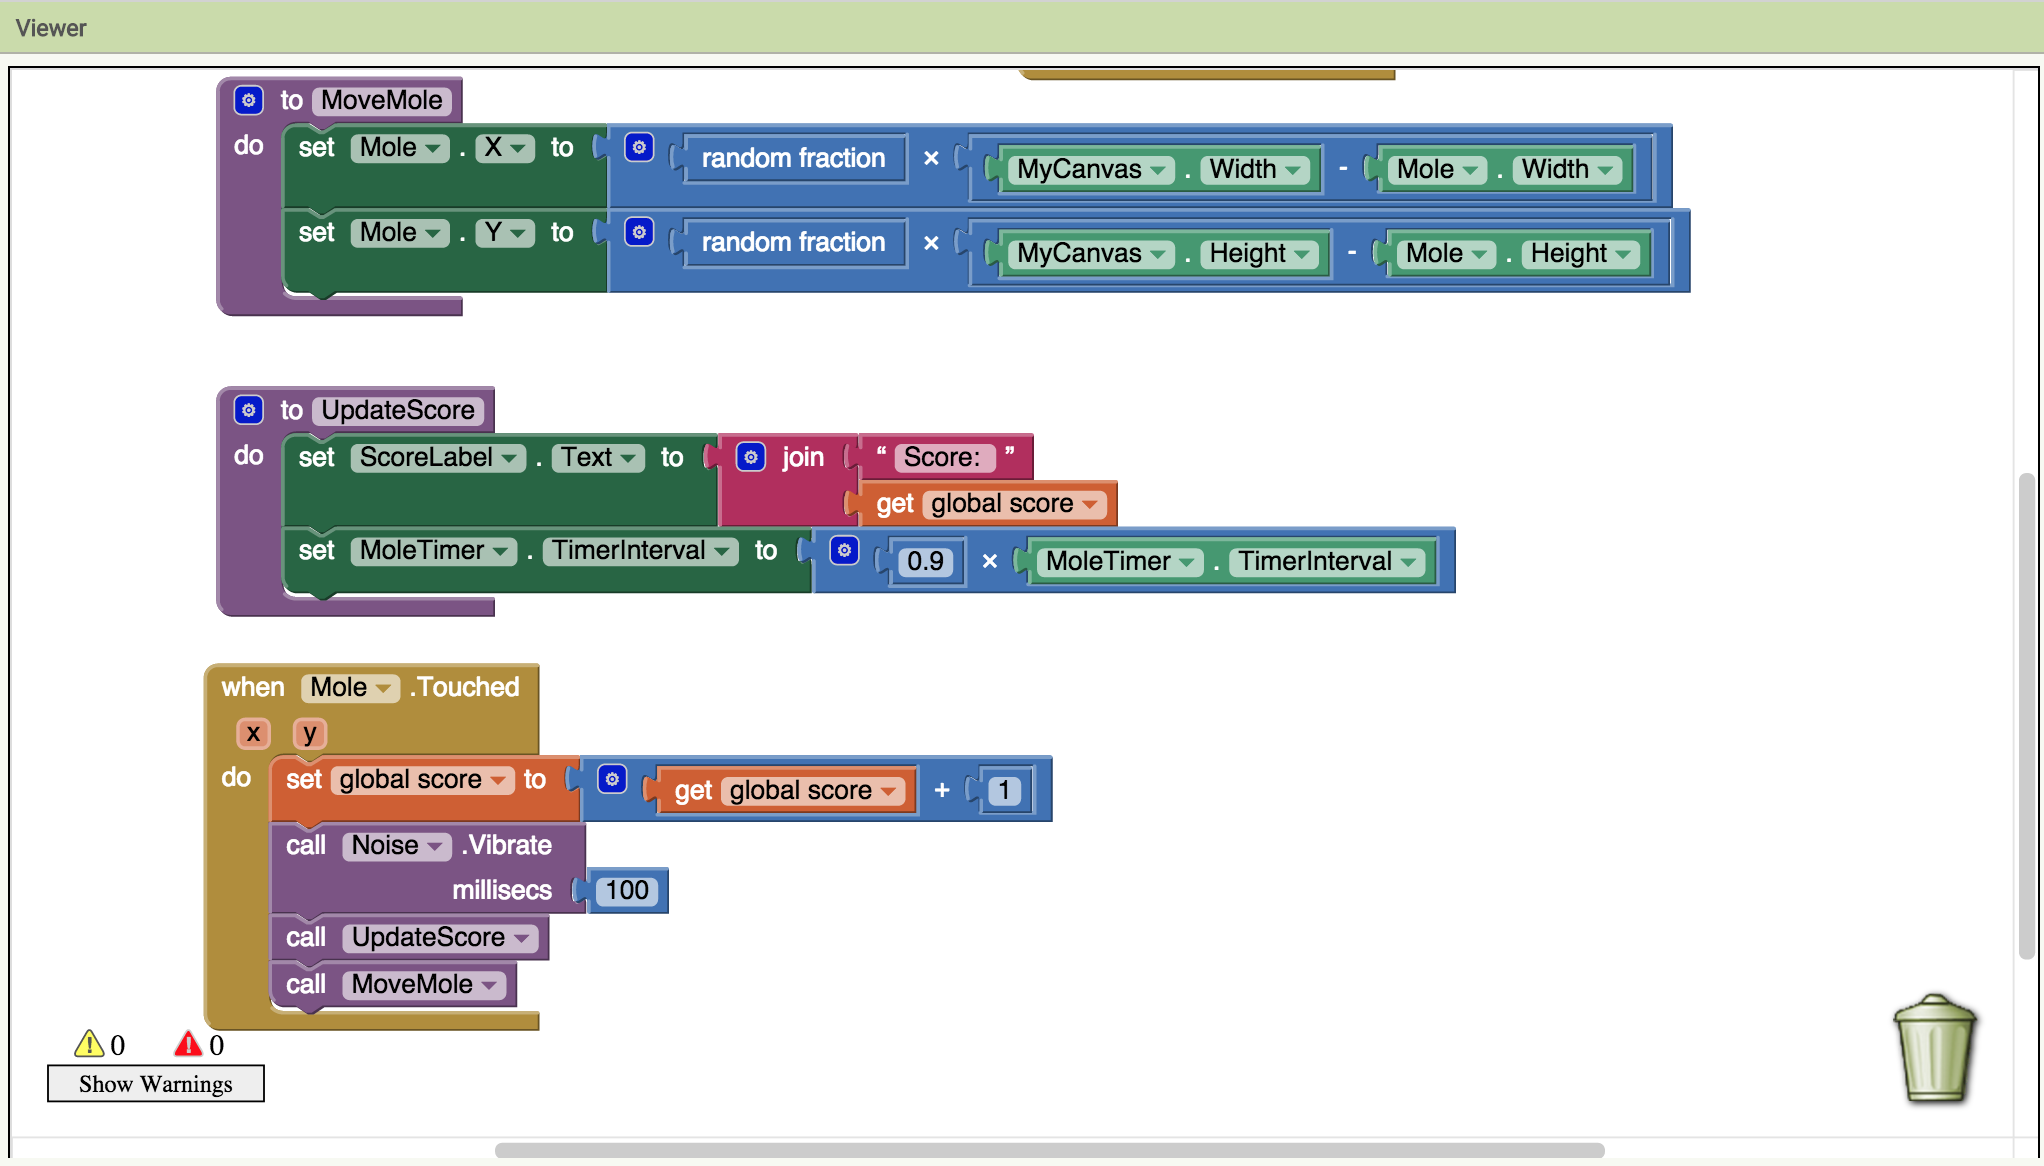 Viewer
to MoveMole
do set Mole . X to random fraction × MyCanvas . Width - Mole . Width
set Mole . Y to random fraction × MyCanvas . Height - Mole . Height
to UpdateScore
do set ScoreLabel . Text to join “ Score: ”
get global score
set MoleTimer . TimerInterval to 0.9 × MoleTimer . TimerInterval
when Mole .Touched
x y
do set global score to get global score + 1
call Noise .Vibrate
millisecs 100
call UpdateScore
call MoveMole
0 0
Show Warnings